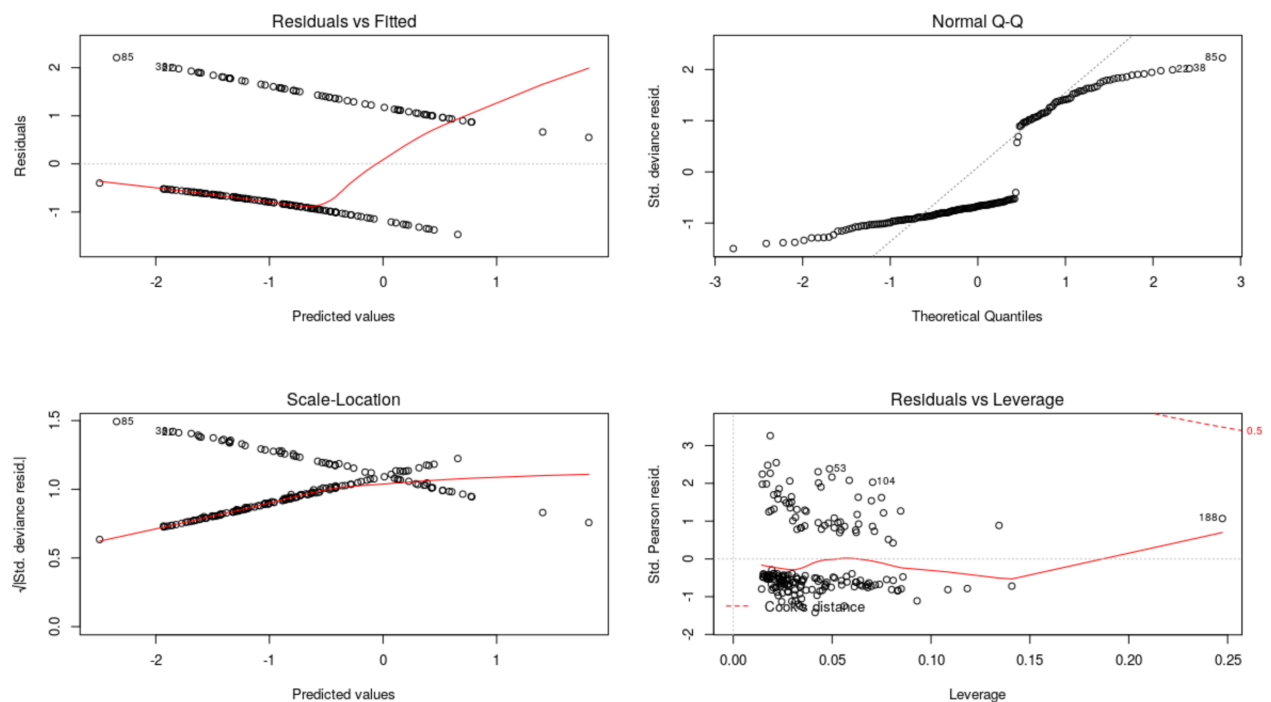 Residuals vs Fitted
Residuals
-1 0 1 2
85
-2 -1 0 1
Predicted values
Normal Q-Q
Std. deviance resid.
-1 0 1 2
85
22 38
-3 -2 -1 0 1 2 3
Theoretical Quantiles
Scale-Location
√|Std. deviance resid.|
0.0 0.5 1.0 1.5
85
-2 -1 0 1
Predicted values
Residuals vs Leverage
Std. Pearson resid.
-2 -1 0 1 2 3
0.5
53
104
188
Cook's distance
0.00 0.05 0.10 0.15 0.20 0.25
Leverage